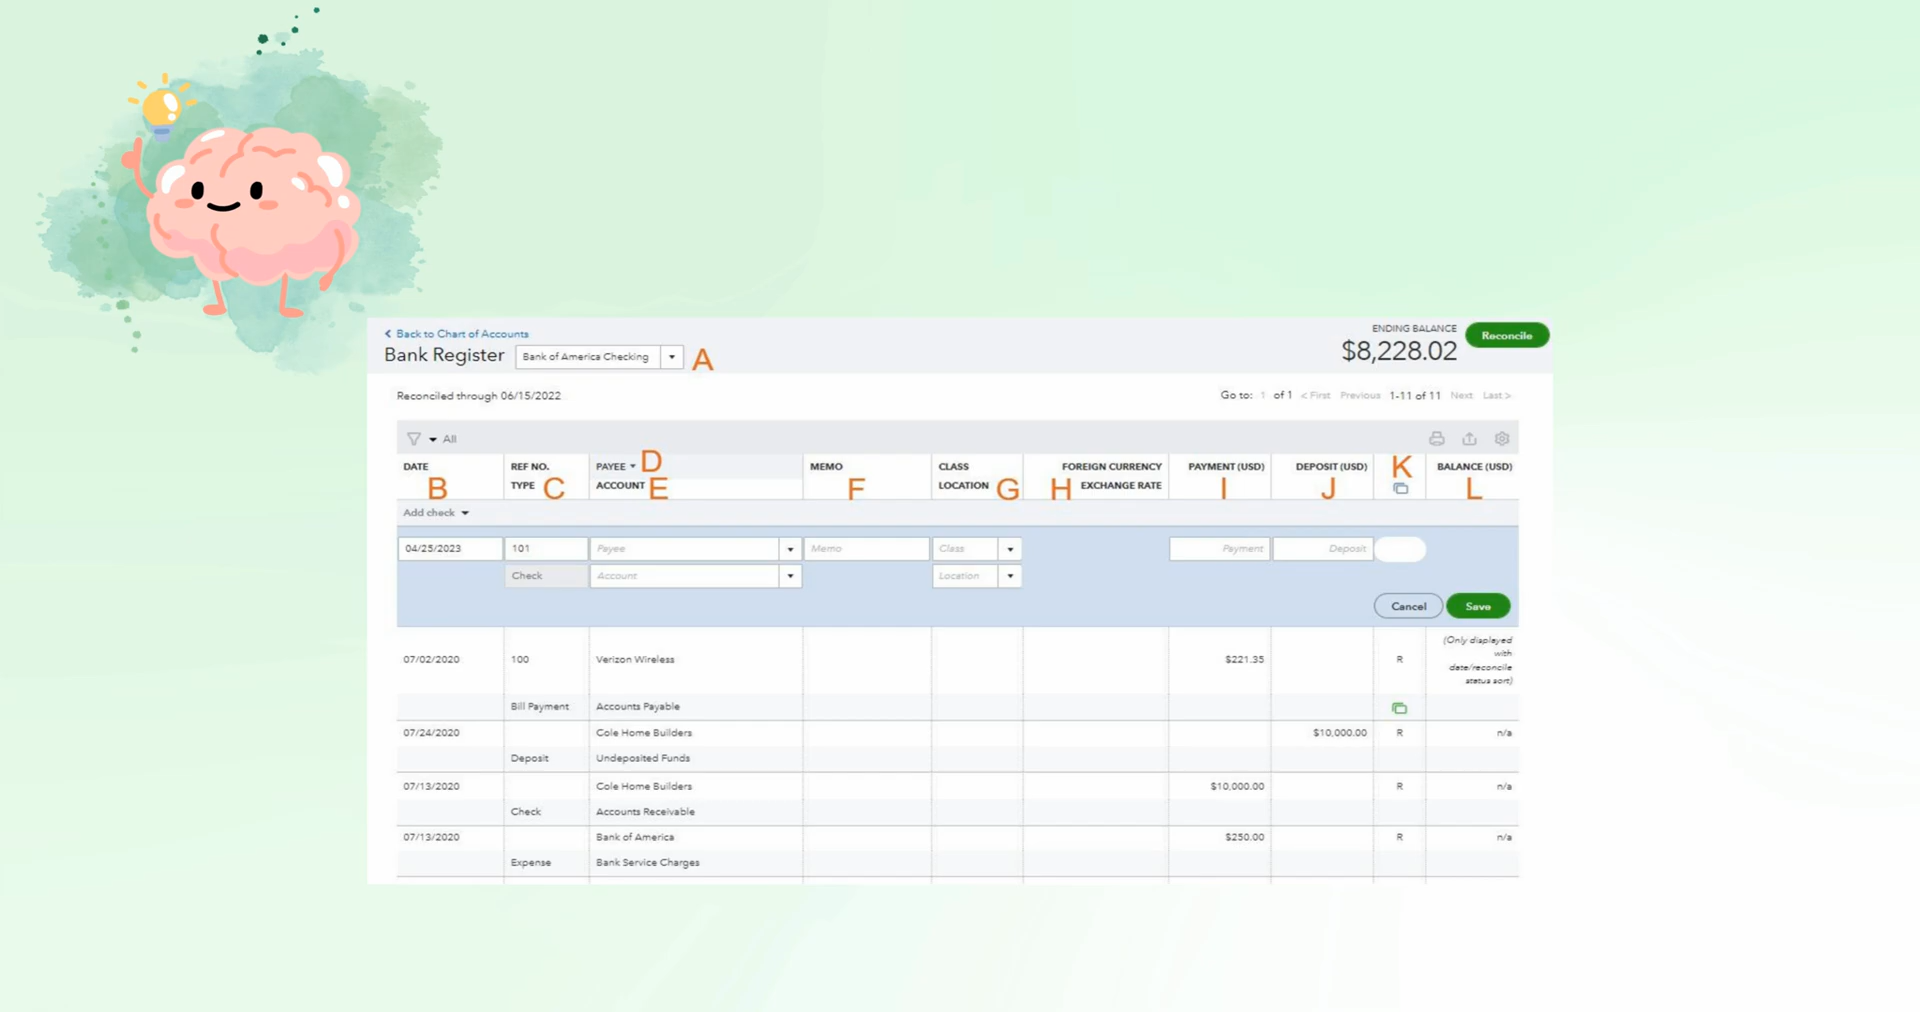 < Back to Chart of Accounts
Bank Register Bank of America Checking A
ENDING BALANCE
$8,228.02
Reconcile
Reconciled through 06/15/2022
Go to: 1 of 1 < First Previous 1-11 of 11 Next Last >
All
DATE REF NO. PAYEE D MEMO CLASS FOREIGN CURRENCY PAYMENT (USD) DEPOSIT (USD) K BALANCE (USD)
B TYPE C ACCOUNT E F LOCATION G H EXCHANGE RATE I J L
Add check
04/25/2023 101 Payee Memo Class Payment Deposit
Check Account Location
Cancel Save
07/02/2020 100 Verizon Wireless $221.35 R (Only displayed
with
date/reconcile
status sort)
Bill Payment Accounts Payable
07/24/2020 Cole Home Builders $10,000.00 R n/a
Deposit Undeposited Funds
07/13/2020 Cole Home Builders $10,000.00 R n/a
Check Accounts Receivable
07/13/2020 Bank of America $250.00 R n/a
Expense Bank Service Charges